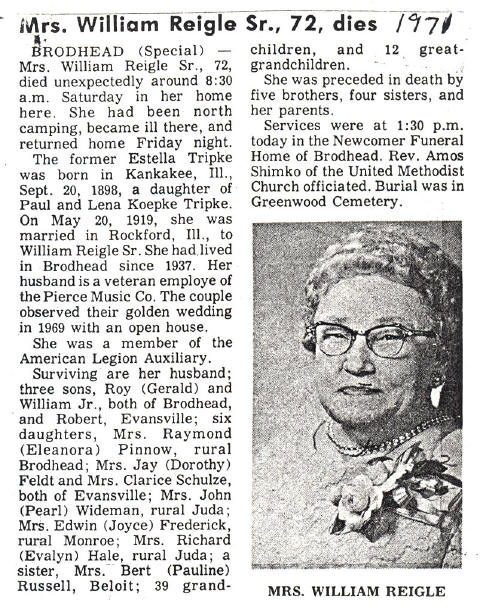 Mrs. William Reigle Sr., 72, dies 1971
BRODHEAD (Special) —
Mrs. William Reigle Sr., 72,
died unexpectedly around 8:30
a.m. Saturday in her home
here. She had been north
camping, became ill there, and
returned home Friday night.
The former Estella Tripke
was born in Kankakee, Ill.,
Sept. 20, 1898, a daughter of
Paul and Lena Koepke Tripke.
On May 20, 1919, she was
married in Rockford, Ill., to
William Reigle Sr. She had lived
in Brodhead since 1937. Her
husband is a veteran employe of
the Pierce Music Co. The couple
observed their golden wedding
in 1969 with an open house.
She was a member of the
American Legion Auxiliary.
Surviving are her husband;
three sons, Roy (Gerald) and
William Jr., both of Brodhead,
and Robert, Evansville; six
daughters, Mrs. Raymond
(Eleanora) Pinnow, rural
Brodhead; Mrs. Jay (Dorothy)
Feldt and Mrs. Clarice Schulze,
both of Evansville; Mrs. John
(Pearl) Wideman, rural Juda;
Mrs. Edwin (Joyce) Frederick,
rural Monroe; Mrs. Richard
(Evalyn) Hale, rural Juda; a
sister, Mrs. Bert (Pauline)
Russell, Beloit; 39 grand-
children, and 12 great-
grandchildren.
She was preceded in death by
five brothers, four sisters, and
her parents.
Services were at 1:30 p.m.
today in the Newcomer Funeral
Home of Brodhead. Rev. Amos
Shimko of the United Methodist
Church officiated. Burial was in
Greenwood Cemetery.
MRS. WILLIAM REIGLE